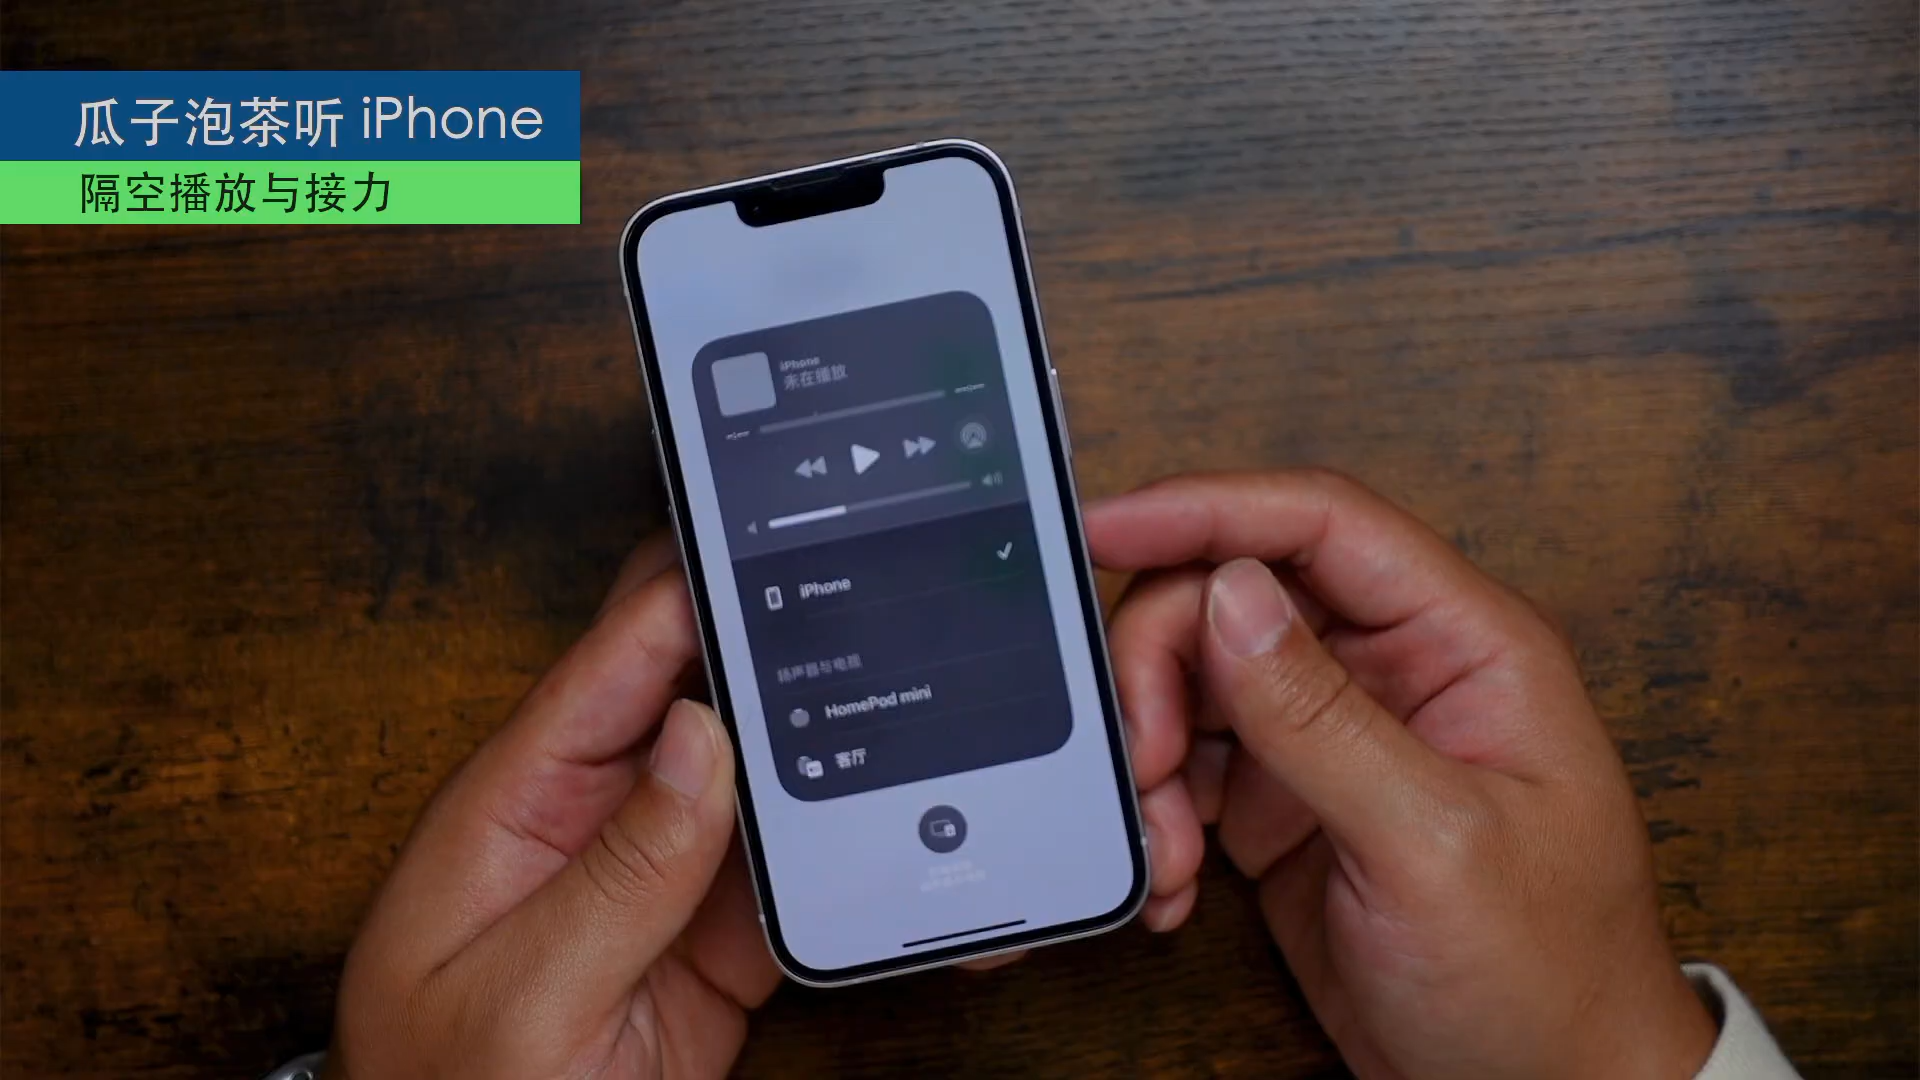 瓜子泡茶听 iPhone
隔空播放与接力
iPhone
未在播放
iPhone
扬声器与电视
HomePod mini
客厅